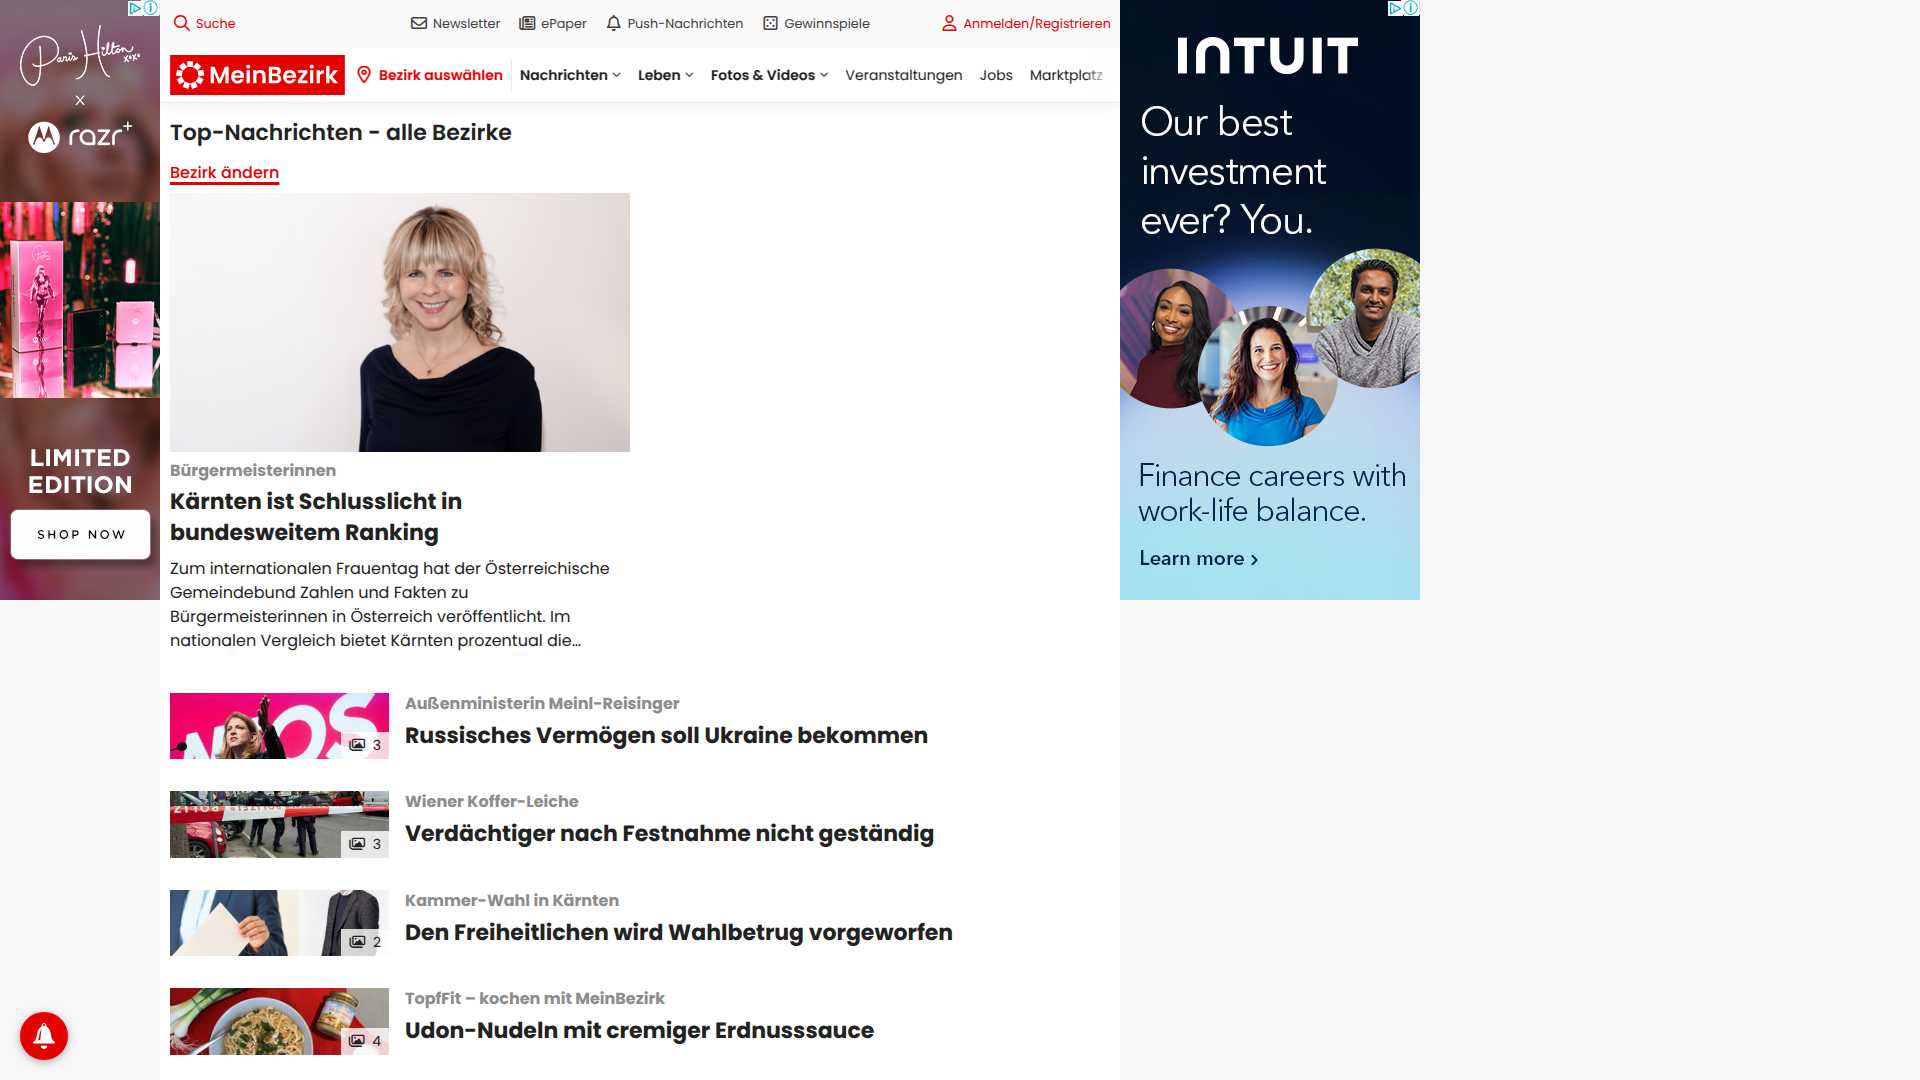 Paris Hilton
xoxo
X
razr+
LIMITED
EDITION
SHOP NOW
Suche
Newsletter
ePaper
Push-Nachrichten
Gewinnspiele
Anmelden/Registrieren
MeinBezirk
Bezirk auswählen
Nachrichten
Leben
Fotos & Videos
Veranstaltungen
Jobs
Marktplatz
Top-Nachrichten - alle Bezirke
Bezirk ändern
Bürgermeisterinnen
Kärnten ist Schlusslicht in
bundesweitem Ranking
Zum internationalen Frauentag hat der Österreichische
Gemeindebund Zahlen und Fakten zu
Bürgermeisterinnen in Österreich veröffentlicht. Im
nationalen Vergleich bietet Kärnten prozentual die...
3
Außenministerin Meinl-Reisinger
Russisches Vermögen soll Ukraine bekommen
3
Wiener Koffer-Leiche
Verdächtiger nach Festnahme nicht geständig
2
Kammer-Wahl in Kärnten
Den Freiheitlichen wird Wahlbetrug vorgeworfen
4
TopfFit – kochen mit MeinBezirk
Udon-Nudeln mit cremiger Erdnusssauce
INTUIT
Our best
investment
ever? You.
Finance careers with
work-life balance.
Learn more >